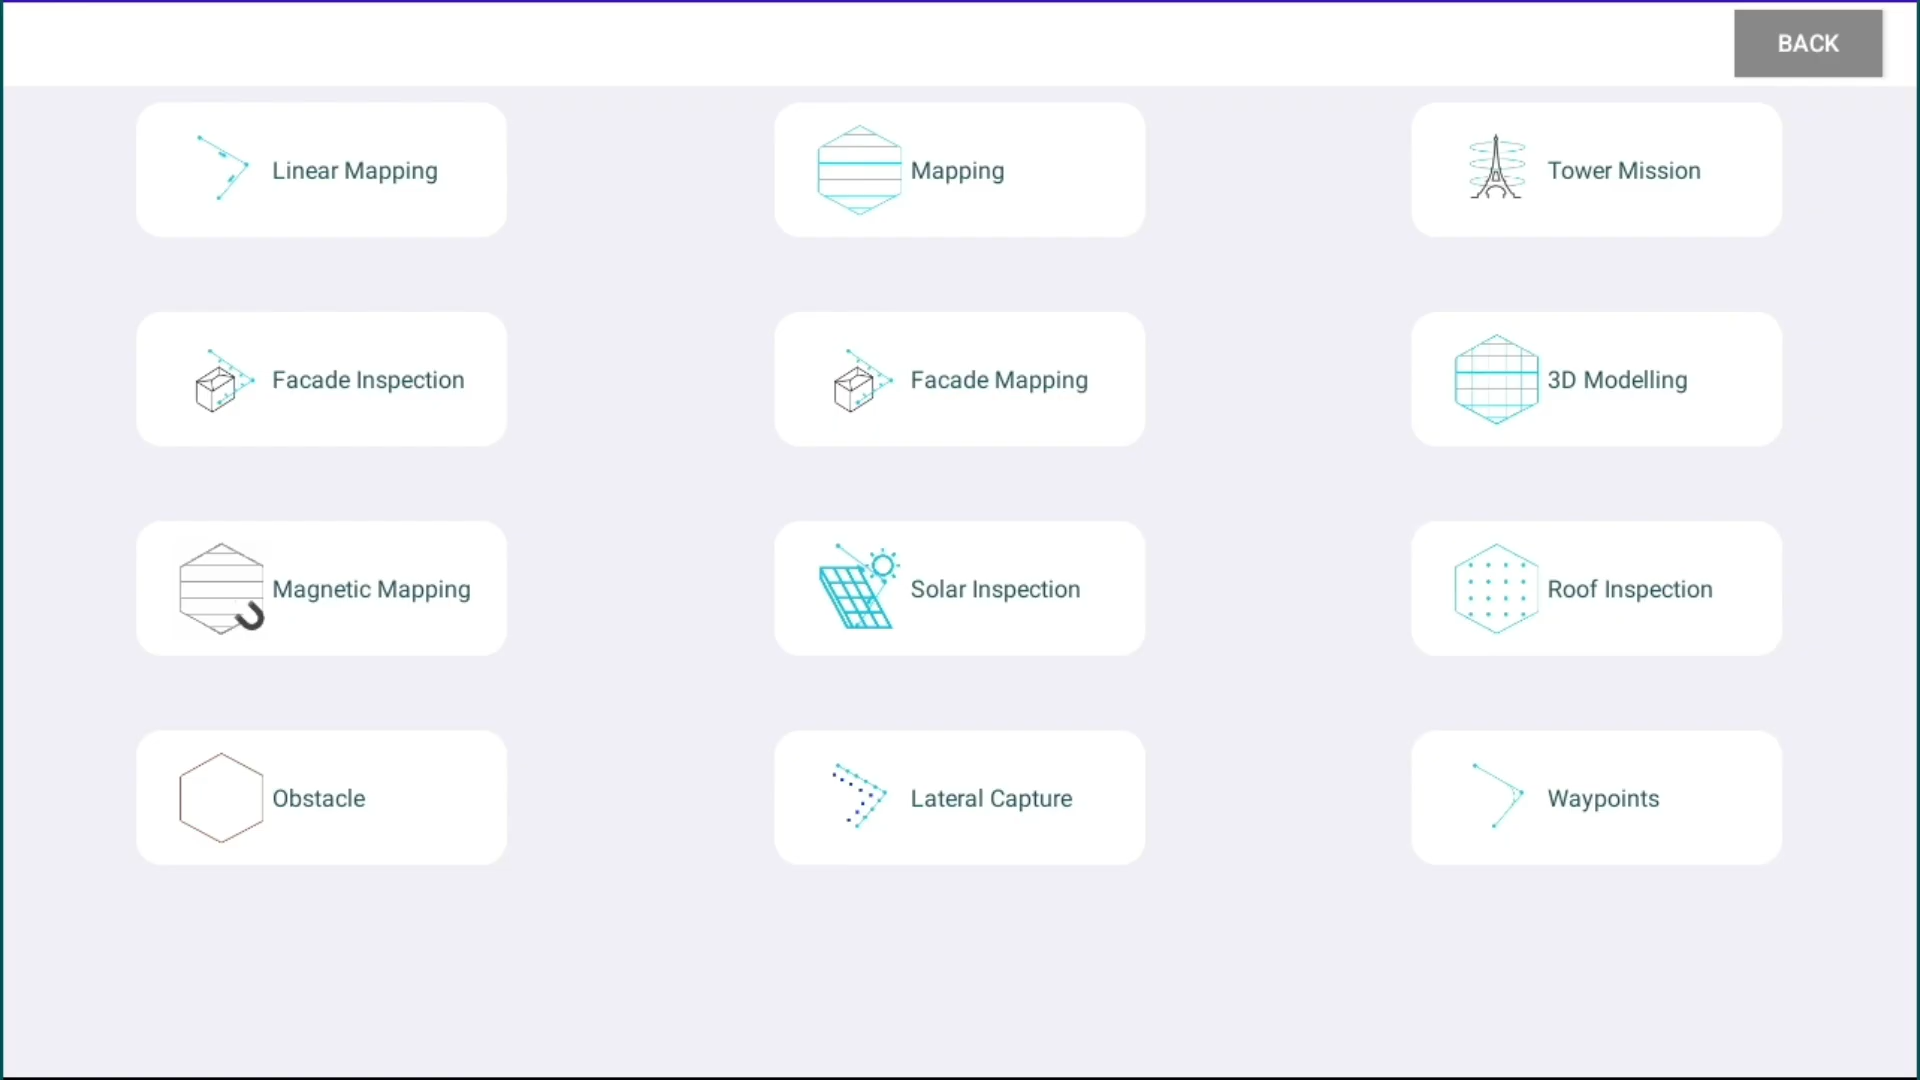 BACK
Linear Mapping
Mapping
Tower Mission
Facade Inspection
Facade Mapping
3D Modelling
Magnetic Mapping
Solar Inspection
Roof Inspection
Obstacle
Lateral Capture
Waypoints